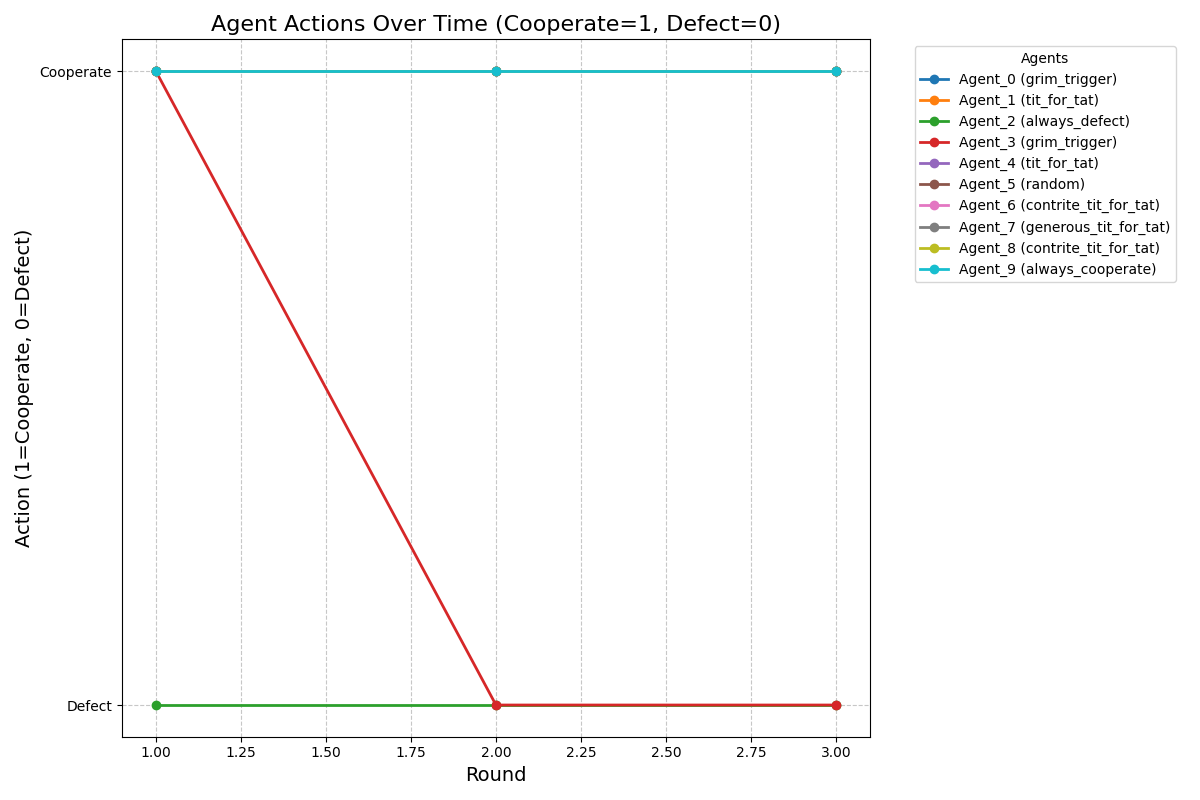 Agent Actions Over Time (Cooperate=1, Defect=0)
Action (1=Cooperate, 0=Defect)
Cooperate
Defect
1.00 1.25 1.50 1.75 2.00 2.25 2.50 2.75 3.00
Round
Agents
Agent_0 (grim_trigger)
Agent_1 (tit_for_tat)
Agent_2 (always_defect)
Agent_3 (grim_trigger)
Agent_4 (tit_for_tat)
Agent_5 (random)
Agent_6 (contrite_tit_for_tat)
Agent_7 (generous_tit_for_tat)
Agent_8 (contrite_tit_for_tat)
Agent_9 (always_cooperate)